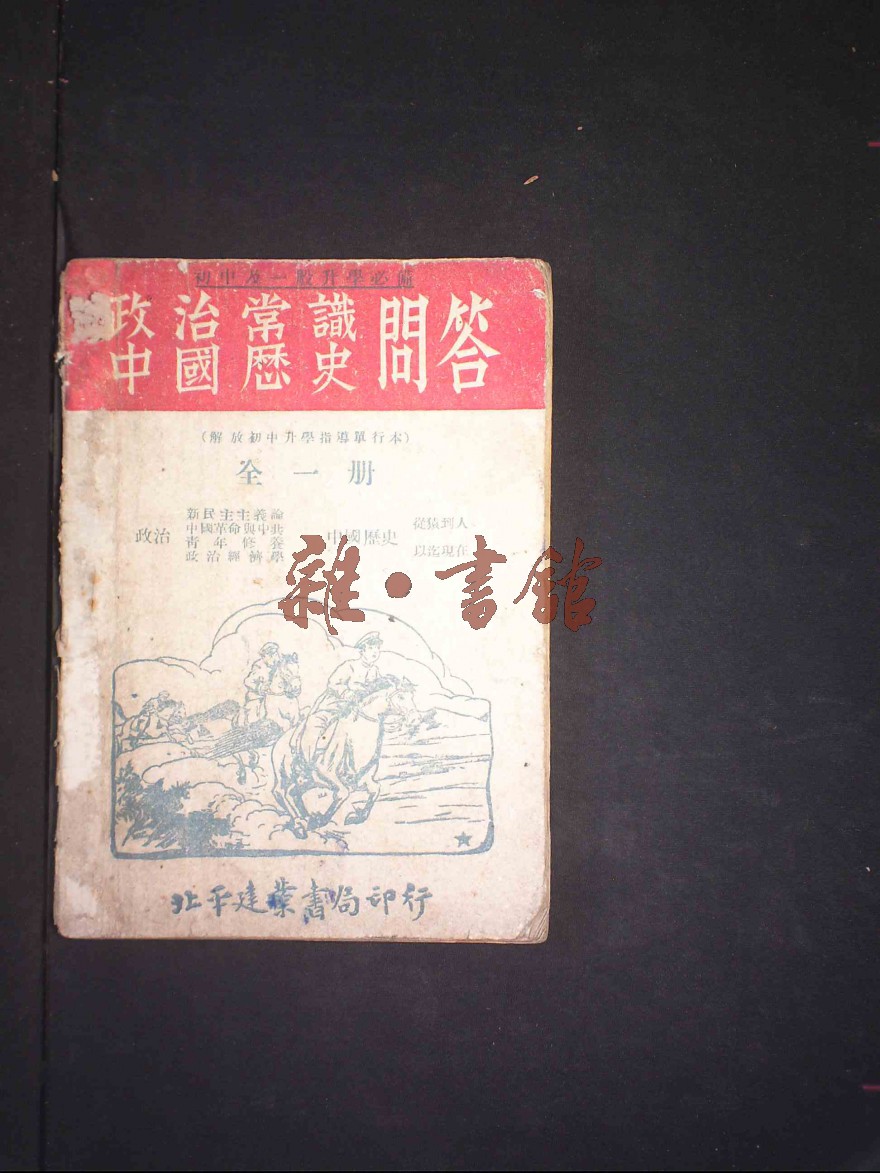 初中及一般升學必備
政治常識
中國歷史
問答
(解放初中升學指導單行本)
全一册
政治
新民主主義論
中國革命與中共
青年修養
政治經濟學
中國歷史
從猿到人
以迄現在
雜·書館
北平建業書局印行